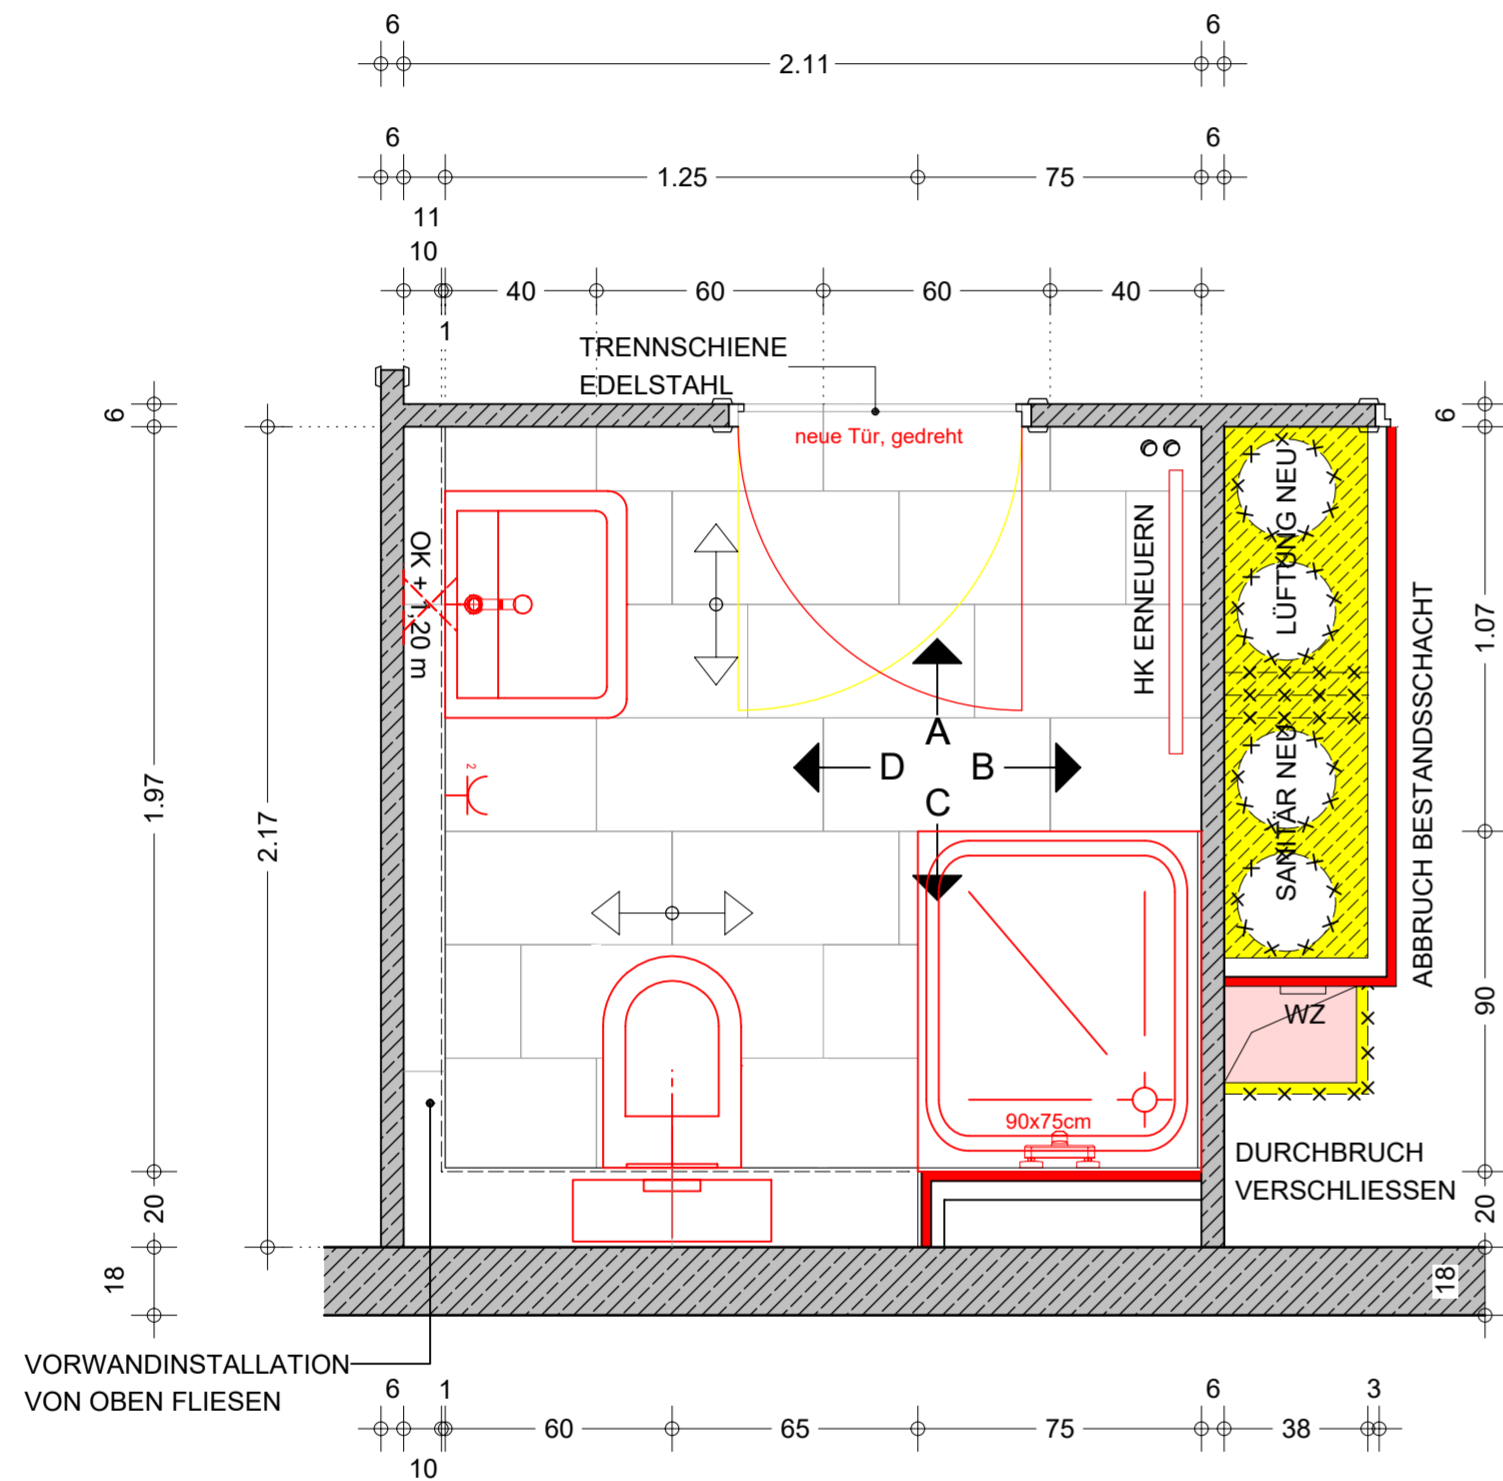 6
6
2.11
6
6
1.25
75
11
10
40
60
60
40
1
TRENNSCHIENE
EDELSTAHL
neue Tür, gedreht
6
6
OK + 1,20 m
HK ERNEUERN
LÜFTUNG NEU
SANITÄR NEU
ABBRUCH BESTANDSSCHACHT
1.07
1.97
2.17
A
D
B
C
2
WZ
90
90x75cm
DURCHBRUCH
VERSCHLIESSEN
20
20
18
18
VORWANDINSTALLATION
VON OBEN FLIESEN
6
1
6
3
60
65
75
38
10